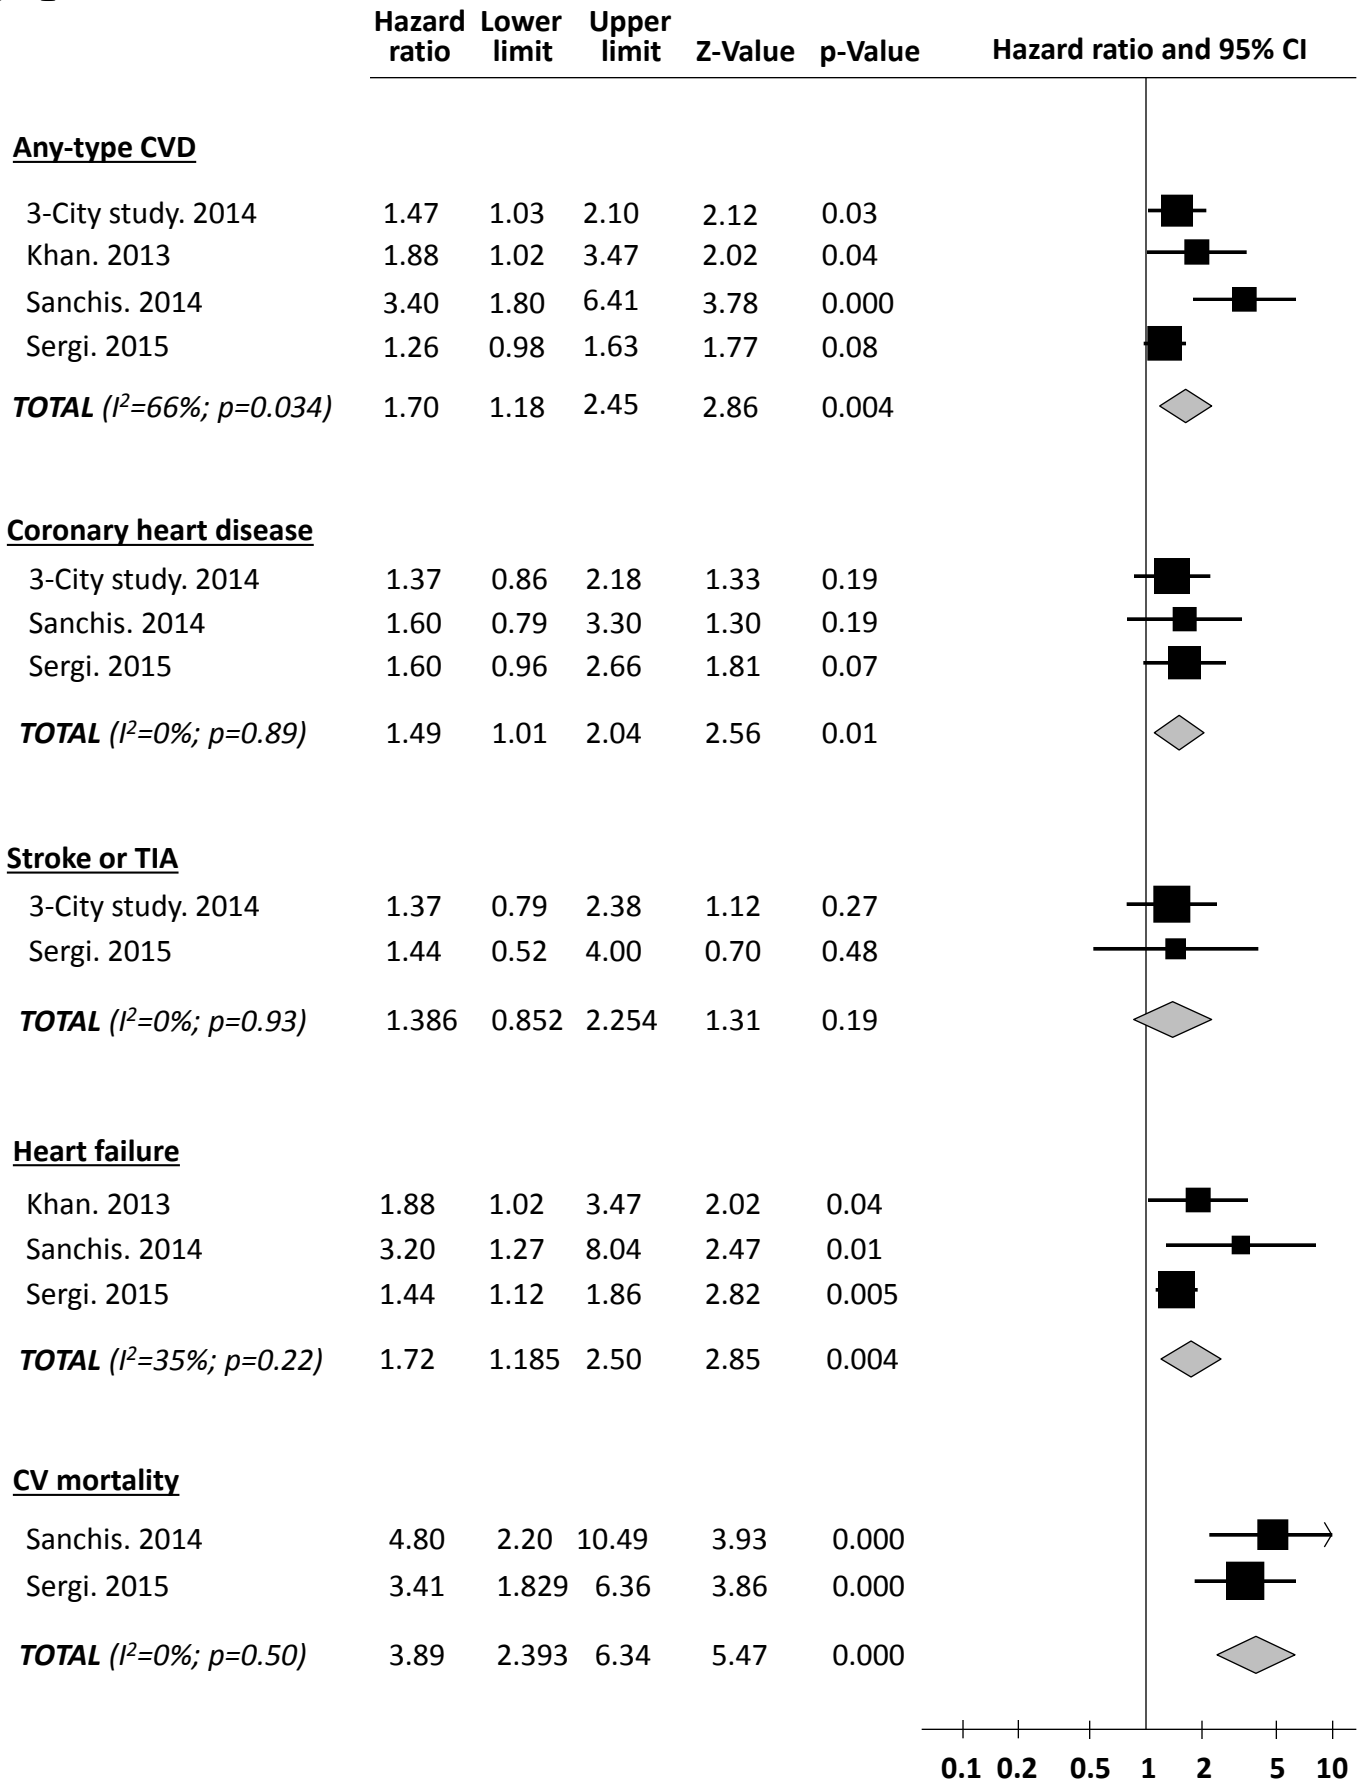 Hazard Lower Upper
ratio limit limit Z-Value p-Value Hazard ratio and 95% CI
Any-type CVD
3-City study. 2014 1.47 1.03 2.10 2.12 0.03
Khan. 2013 1.88 1.02 3.47 2.02 0.04
Sanchis. 2014 3.40 1.80 6.41 3.78 0.000
Sergi. 2015 1.26 0.98 1.63 1.77 0.08
TOTAL (I²=66%; p=0.034) 1.70 1.18 2.45 2.86 0.004
Coronary heart disease
3-City study. 2014 1.37 0.86 2.18 1.33 0.19
Sanchis. 2014 1.60 0.79 3.30 1.30 0.19
Sergi. 2015 1.60 0.96 2.66 1.81 0.07
TOTAL (I²=0%; p=0.89) 1.49 1.01 2.04 2.56 0.01
Stroke or TIA
3-City study. 2014 1.37 0.79 2.38 1.12 0.27
Sergi. 2015 1.44 0.52 4.00 0.70 0.48
TOTAL (I²=0%; p=0.93) 1.386 0.852 2.254 1.31 0.19
Heart failure
Khan. 2013 1.88 1.02 3.47 2.02 0.04
Sanchis. 2014 3.20 1.27 8.04 2.47 0.01
Sergi. 2015 1.44 1.12 1.86 2.82 0.005
TOTAL (I²=35%; p=0.22) 1.72 1.185 2.50 2.85 0.004
CV mortality
Sanchis. 2014 4.80 2.20 10.49 3.93 0.000
Sergi. 2015 3.41 1.829 6.36 3.86 0.000
TOTAL (I²=0%; p=0.50) 3.89 2.393 6.34 5.47 0.000
0.1 0.2 0.5 1 2 5 10